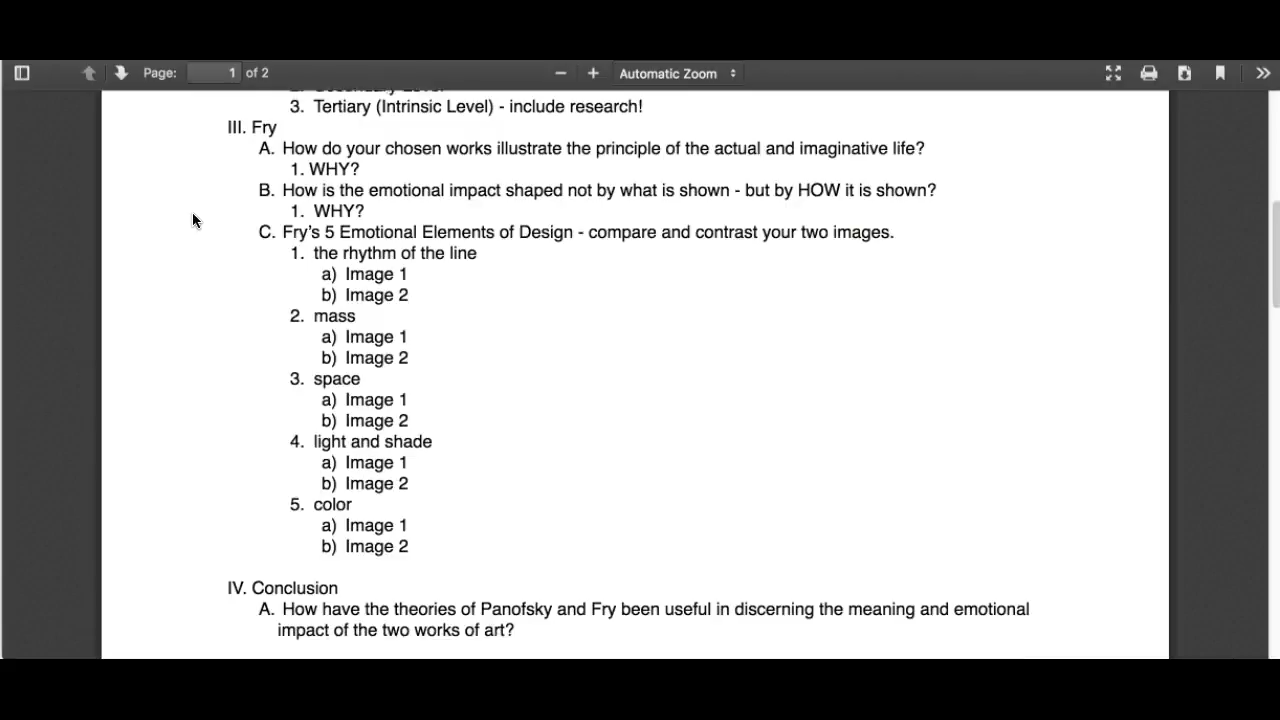 Page: 1 of 2 Automatic Zoom
3. Tertiary (Intrinsic Level) - include research!
III. Fry
A. How do your chosen works illustrate the principle of the actual and imaginative life?
1. WHY?
B. How is the emotional impact shaped not by what is shown - but by HOW it is shown?
1. WHY?
C. Fry's 5 Emotional Elements of Design - compare and contrast your two images.
1. the rhythm of the line
a) Image 1
b) Image 2
2. mass
a) Image 1
b) Image 2
3. space
a) Image 1
b) Image 2
4. light and shade
a) Image 1
b) Image 2
5. color
a) Image 1
b) Image 2
IV. Conclusion
A. How have the theories of Panofsky and Fry been useful in discerning the meaning and emotional
impact of the two works of art?